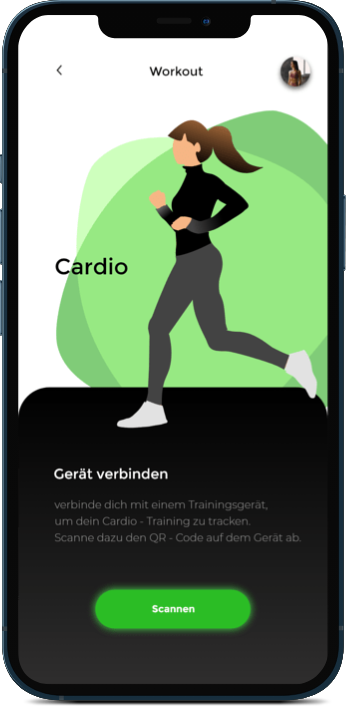 Workout
Cardio
Gerät verbinden
verbinde dich mit einem Trainingsgerät,
um dein Cardio - Training zu tracken.
Scanne dazu den QR - Code auf dem Gerät ab.
Scannen